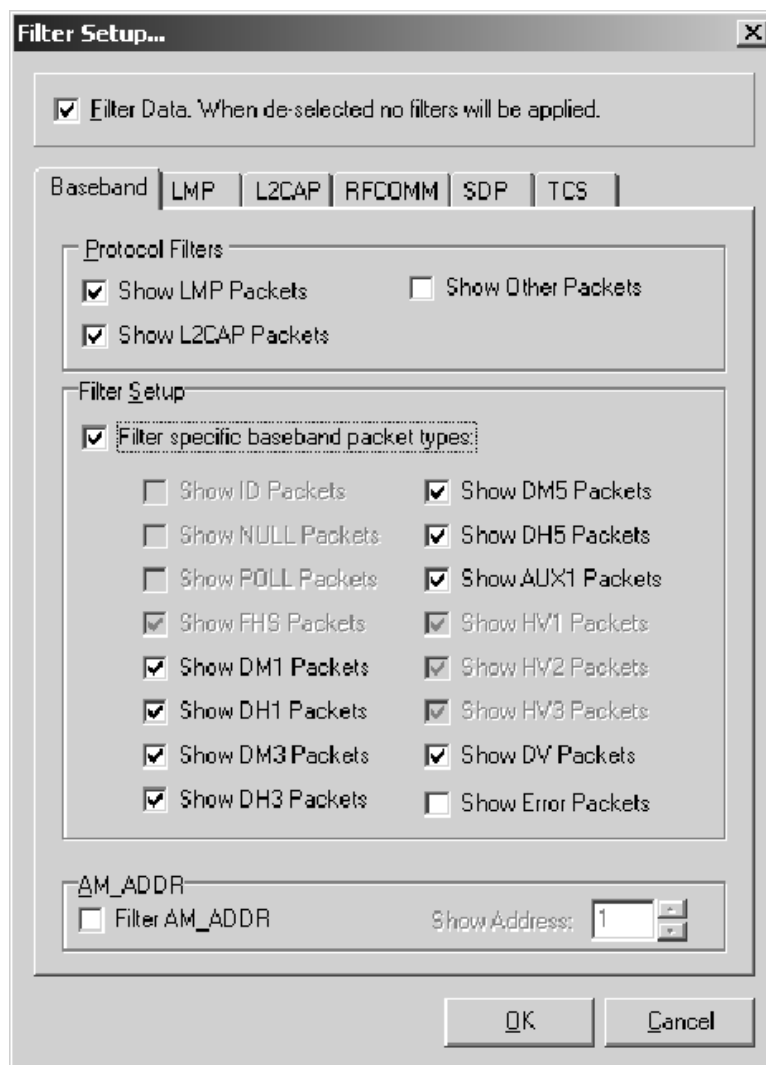 Filter Setup...
Filter Data. When de-selected no filters will be applied.
Baseband LMP L2CAP RFCOMM SDP TCS
Protocol Filters
Show LMP Packets Show Other Packets
Show L2CAP Packets
Filter Setup
Filter specific baseband packet types:
Show ID Packets Show DM5 Packets
Show NULL Packets Show DH5 Packets
Show POLL Packets Show AUX1 Packets
Show FHS Packets Show HV1 Packets
Show DM1 Packets Show HV2 Packets
Show DH1 Packets Show HV3 Packets
Show DM3 Packets Show DV Packets
Show DH3 Packets Show Error Packets
AM_ADDR
Filter AM_ADDR Show Address: 1
OK Cancel